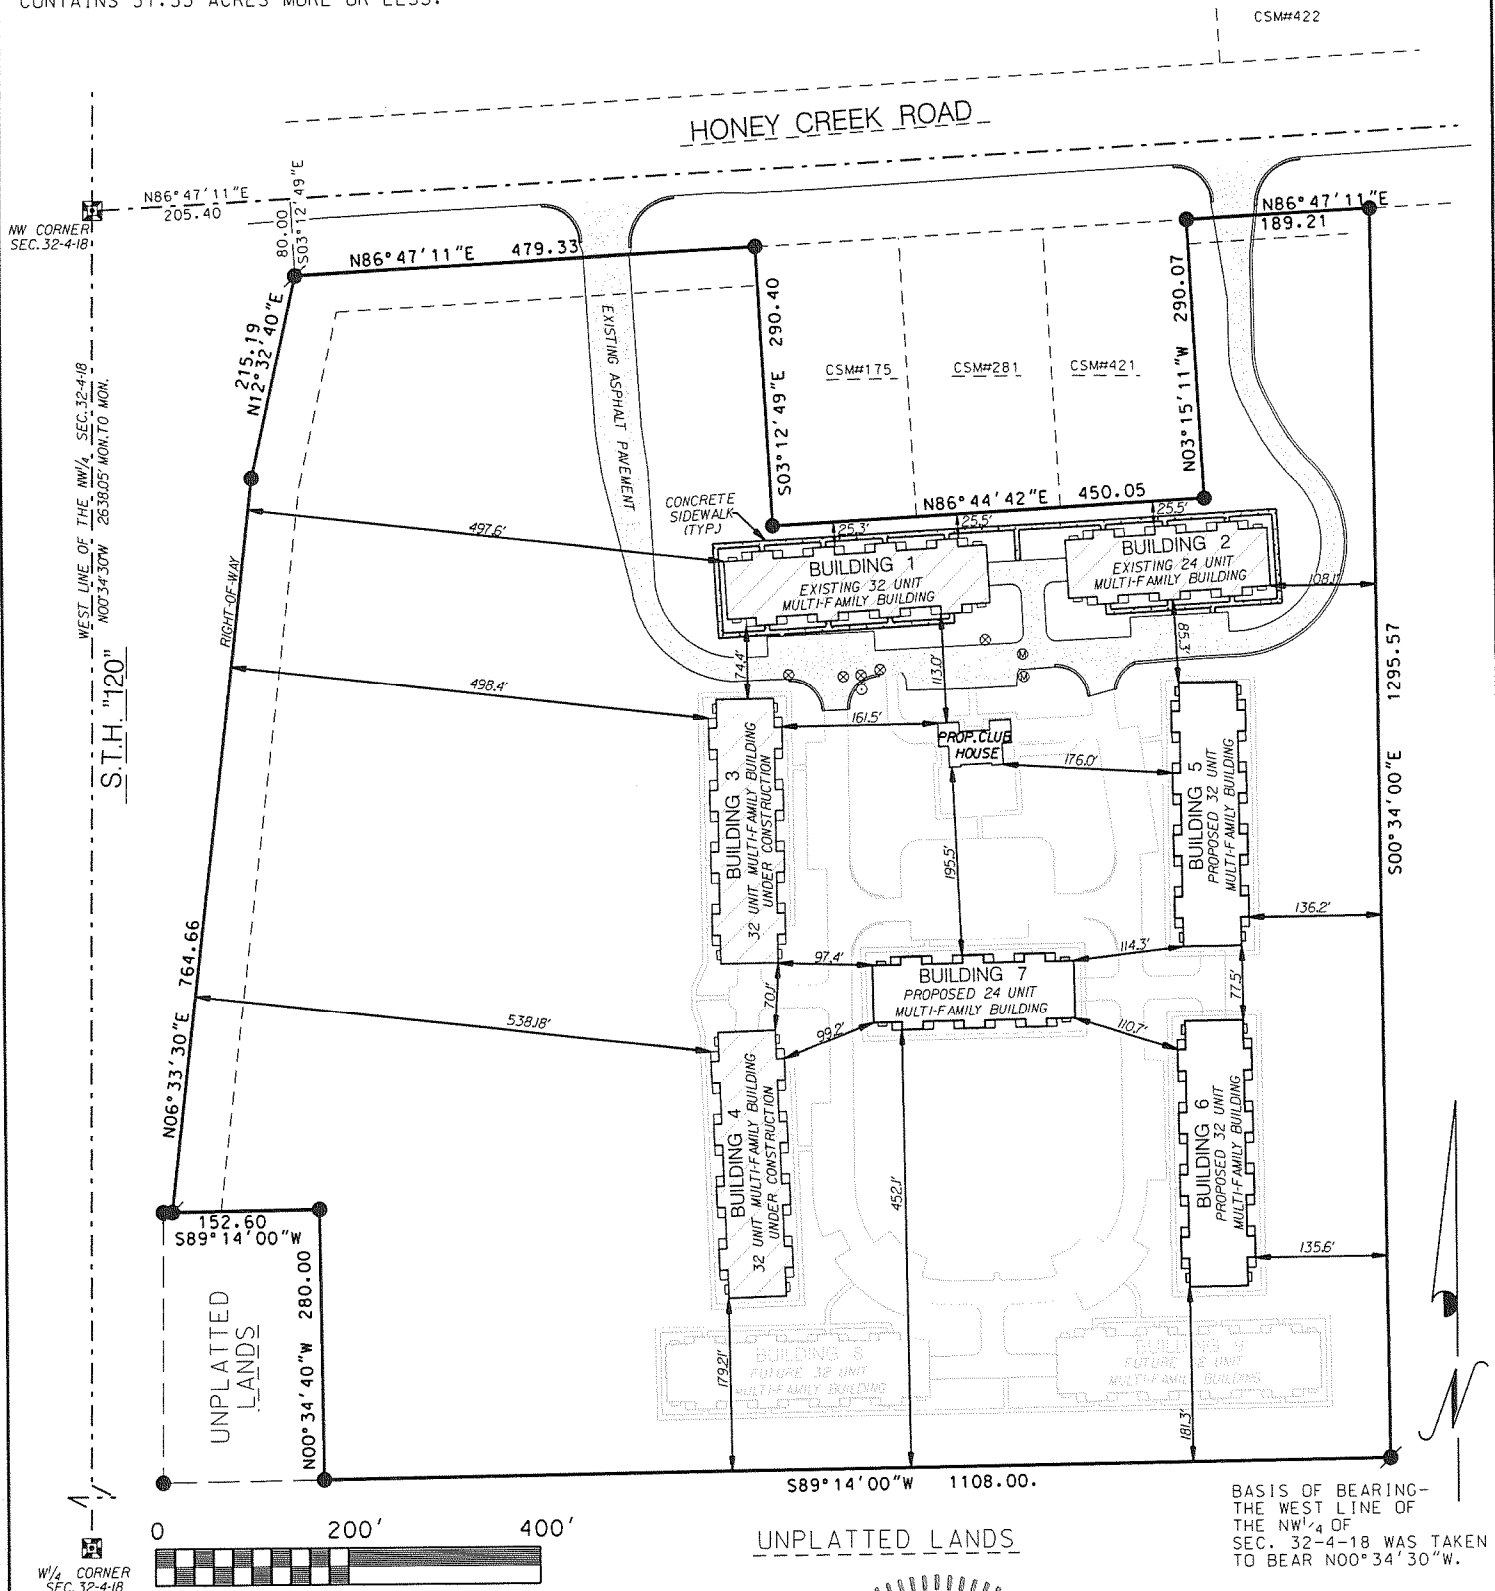 CONTAINS 37.33 ACRES MORE OR LESS.
CSM#422
HONEY CREEK ROAD
NW CORNER
SEC.32-4-18
N86°47'11"E
205.40
80.00
S03°12'49"E
N86°47'11"E 479.33
N86°47'11"E
189.21
215.19
N12°32'40"E
EXISTING ASPHALT PAVEMENT
S03°12'49"E 290.40
CSM#175
CSM#281
CSM#421
N03°15'11"W 290.07
WEST LINE OF THE NW1/4 SEC.32-4-18
N00°34'30"W 2638.05' MON.TO MON.
S.T.H. "120"
RIGHT-OF-WAY
CONCRETE
SIDEWALK
(TYP.)
N86°44'42"E 450.05
25.3'
25.5'
25.5'
497.6'
BUILDING 1
EXISTING 32 UNIT
MULTI-FAMILY BUILDING
BUILDING 2
EXISTING 24 UNIT
MULTI-FAMILY BUILDING
108.1'
74.4'
113.0'
85.3'
498.4'
161.5'
PROP. CLUB
HOUSE
176.0'
S00°34'00"E 1295.57
BUILDING 3
32 UNIT MULTI-FAMILY BUILDING
UNDER CONSTRUCTION
BUILDING 5
PROPOSED 32 UNIT
MULTI-FAMILY BUILDING
195.5'
136.2'
97.4'
114.3'
BUILDING 7
PROPOSED 24 UNIT
MULTI-FAMILY BUILDING
70.1'
77.5'
N06°33'30"E 764.66
538.18'
99.2'
110.7'
BUILDING 4
32 UNIT MULTI-FAMILY BUILDING
UNDER CONSTRUCTION
BUILDING 6
PROPOSED 32 UNIT
MULTI-FAMILY BUILDING
452.1'
152.60
S89°14'00"W
135.6'
UNPLATTED
LANDS
N00°34'40"W 280.00
179.21'
BUILDING 8
FUTURE 32 UNIT
MULTI-FAMILY BUILDING
BUILDING 9
FUTURE UNIT
MULTI-FAMILY BUILDING
181.3'
S89°14'00"W 1108.00.
N
BASIS OF BEARING-
THE WEST LINE OF
THE NW1/4 OF
SEC. 32-4-18 WAS TAKEN
TO BEAR N00°34'30"W.
UNPLATTED LANDS
0 200' 400'
W1/4 CORNER
SEC. 32-4-18